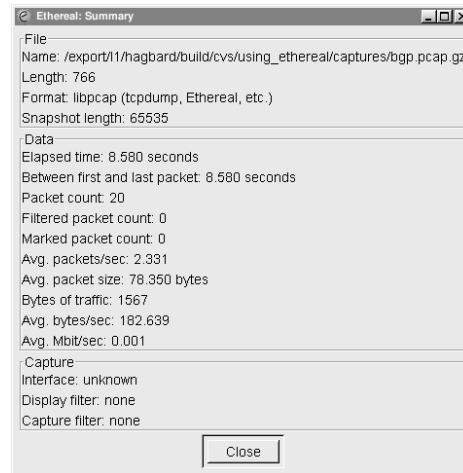 Ethereal: Summary
File
Name: /export/l1/hagbard/build/cvs/using_ethereal/captures/bgp.pcap.gz
Length: 766
Format: libpcap (tcpdump, Ethereal, etc.)
Snapshot length: 65535
Data
Elapsed time: 8.580 seconds
Between first and last packet: 8.580 seconds
Packet count: 20
Filtered packet count: 0
Marked packet count: 0
Avg. packets/sec: 2.331
Avg. packet size: 78.350 bytes
Bytes of traffic: 1567
Avg. bytes/sec: 182.639
Avg. Mbit/sec: 0.001
Capture
Interface: unknown
Display filter: none
Capture filter: none
Close